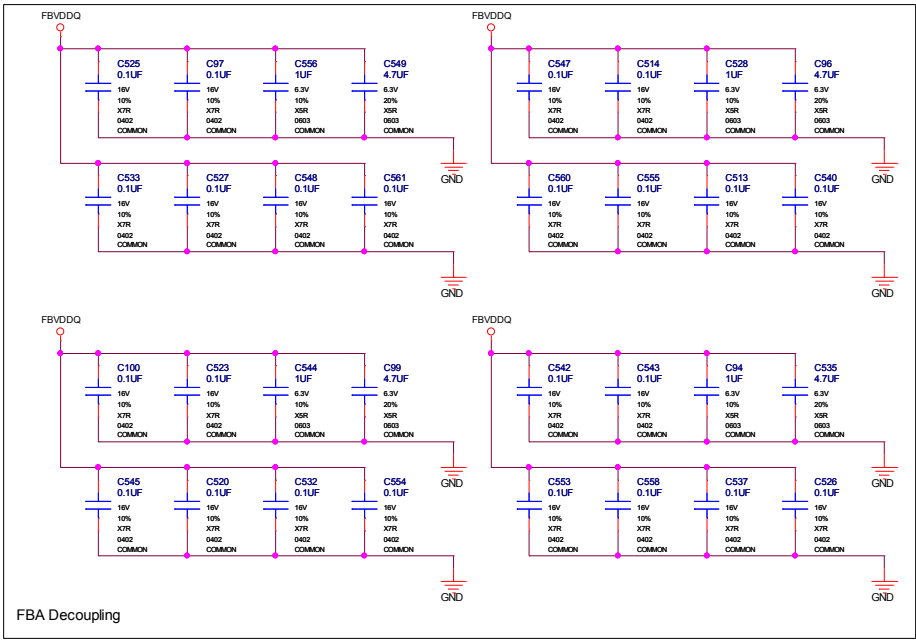 FBVDDQ
C525
0.1UF
16V
10%
X7R
0402
COMMON
C97
0.1UF
16V
10%
X7R
0402
COMMON
C556
1UF
6.3V
10%
X5R
0603
COMMON
C549
4.7UF
6.3V
20%
X5R
0603
COMMON
GND
C533
0.1UF
16V
10%
X7R
0402
COMMON
C527
0.1UF
16V
10%
X7R
0402
COMMON
C548
0.1UF
16V
10%
X7R
0402
COMMON
C561
0.1UF
16V
10%
X7R
0402
COMMON
GND
FBVDDQ
C547
0.1UF
16V
10%
X7R
0402
COMMON
C514
0.1UF
16V
10%
X7R
0402
COMMON
C528
1UF
6.3V
10%
X5R
0603
COMMON
C96
4.7UF
6.3V
20%
X5R
0603
COMMON
GND
C560
0.1UF
16V
10%
X7R
0402
COMMON
C555
0.1UF
16V
10%
X7R
0402
COMMON
C513
0.1UF
16V
10%
X7R
0402
COMMON
C540
0.1UF
16V
10%
X7R
0402
COMMON
GND
FBVDDQ
C100
0.1UF
16V
10%
X7R
0402
COMMON
C523
0.1UF
16V
10%
X7R
0402
COMMON
C544
1UF
6.3V
10%
X5R
0603
COMMON
C99
4.7UF
6.3V
20%
X5R
0603
COMMON
GND
C545
0.1UF
16V
10%
X7R
0402
COMMON
C520
0.1UF
16V
10%
X7R
0402
COMMON
C532
0.1UF
16V
10%
X7R
0402
COMMON
C554
0.1UF
16V
10%
X7R
0402
COMMON
GND
FBVDDQ
C542
0.1UF
16V
10%
X7R
0402
COMMON
C543
0.1UF
16V
10%
X7R
0402
COMMON
C94
1UF
6.3V
10%
X5R
0603
COMMON
C535
4.7UF
6.3V
20%
X5R
0603
COMMON
GND
C553
0.1UF
16V
10%
X7R
0402
COMMON
C558
0.1UF
16V
10%
X7R
0402
COMMON
C537
0.1UF
16V
10%
X7R
0402
COMMON
C526
0.1UF
16V
10%
X7R
0402
COMMON
GND
FBA Decoupling